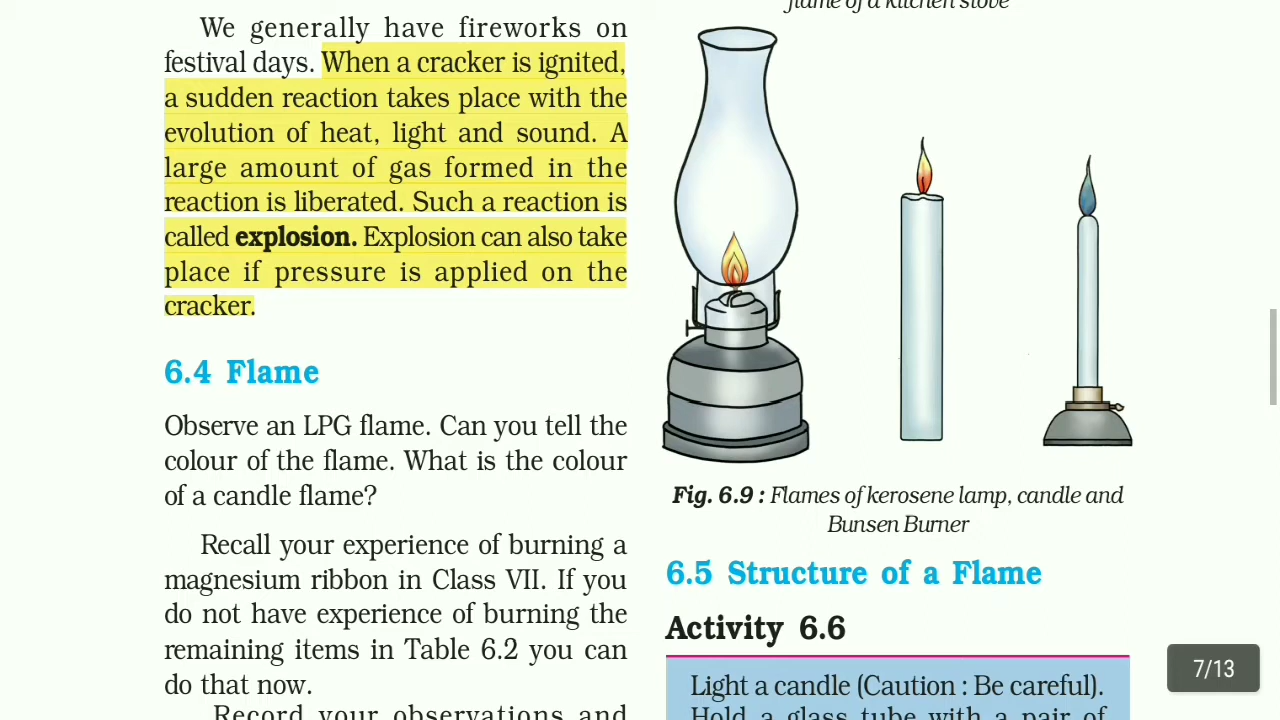 We generally have fireworks on
festival days. When a cracker is ignited,
a sudden reaction takes place with the
evolution of heat, light and sound. A
large amount of gas formed in the
reaction is liberated. Such a reaction is
called explosion. Explosion can also take
place if pressure is applied on the
cracker.
6.4 Flame
Observe an LPG flame. Can you tell the
colour of the flame. What is the colour
of a candle flame?
Recall your experience of burning a
magnesium ribbon in Class VII. If you
do not have experience of burning the
remaining items in Table 6.2 you can
do that now.
Record your observations and
flame of a kitchen stove
Fig. 6.9 : Flames of kerosene lamp, candle and
Bunsen Burner
6.5 Structure of a Flame
Activity 6.6
Light a candle (Caution : Be careful).
Hold a glass tube with a pair of
7/13